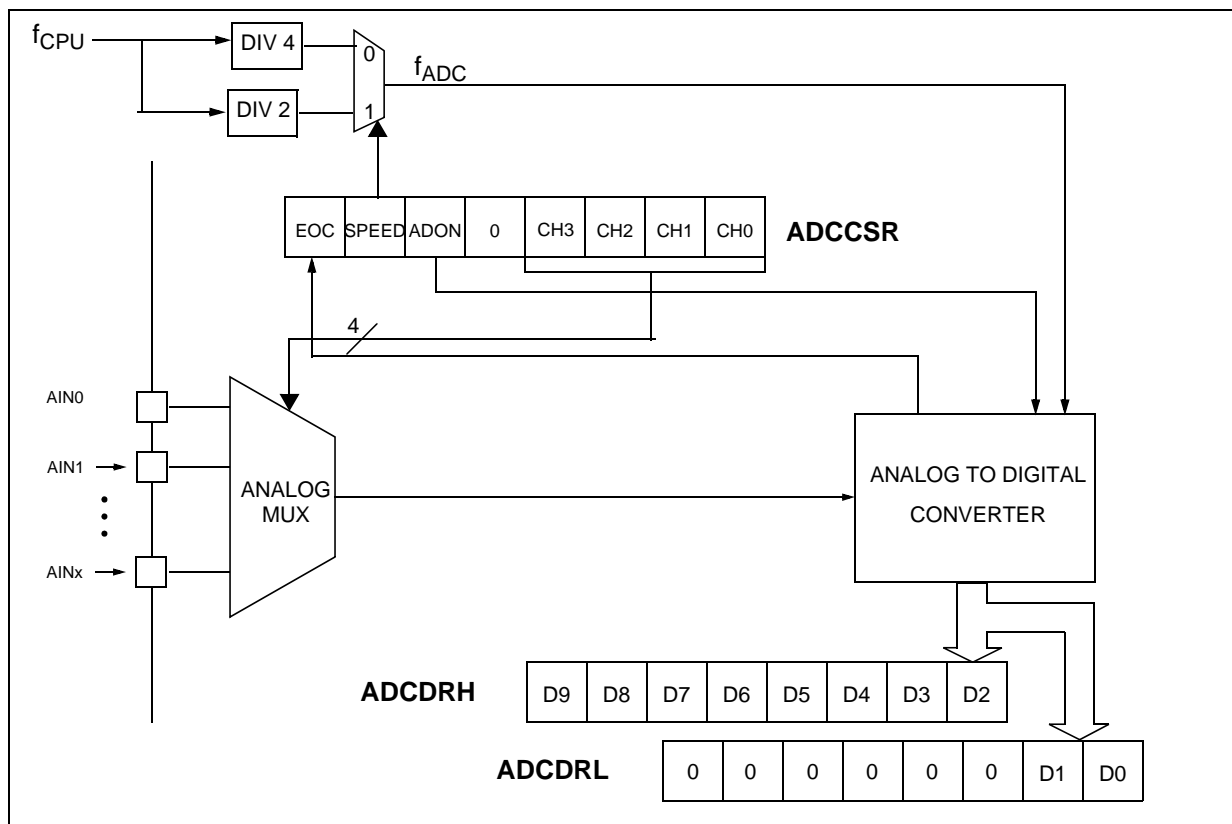 fCPU
DIV 4
0
fADC
DIV 2
1
EOC SPEED ADON 0 CH3 CH2 CH1 CH0
ADCCSR
4
AIN0
AIN1
ANALOG
MUX
ANALOG TO DIGITAL
CONVERTER
AINx
ADCDRH
D9 D8 D7 D6 D5 D4 D3 D2
ADCDRL
0 0 0 0 0 0 D1 D0